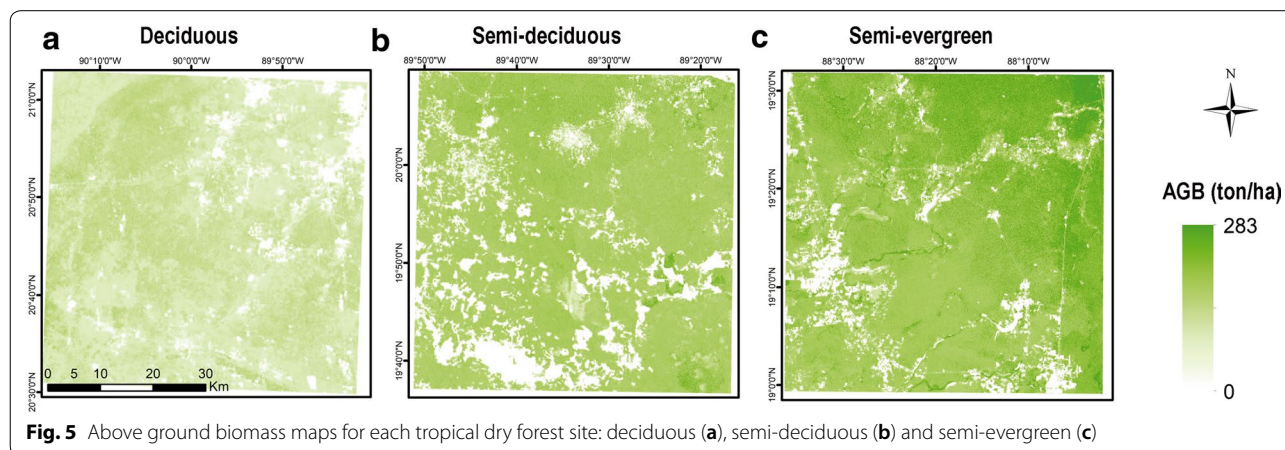 a
Deciduous
90°10'0"W 90°0'0"W 89°50'0"W
21°0'0"N
20°50'0"N
20°40'0"N
20°30'0"N
0 5 10 20 30
Km
b
Semi-deciduous
89°50'0"W 89°40'0"W 89°30'0"W 89°20'0"W
20°0'0"N
19°50'0"N
19°40'0"N
c
Semi-evergreen
88°30'0"W 88°20'0"W 88°10'0"W
19°30'0"N
19°20'0"N
19°10'0"N
19°0'0"N
N
AGB (ton/ha)
283
0
Fig. 5 Above ground biomass maps for each tropical dry forest site: deciduous (a), semi-deciduous (b) and semi-evergreen (c)